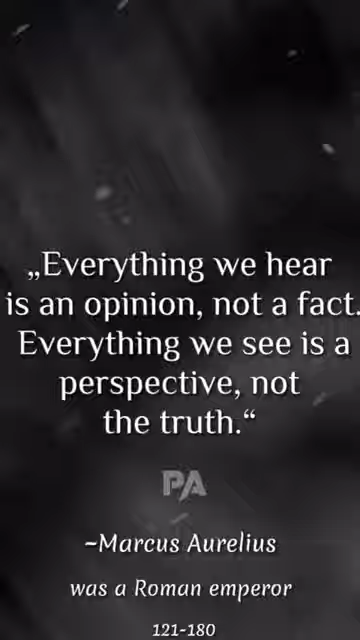 „Everything we hear
is an opinion, not a fact.
Everything we see is a
perspective, not
the truth.“
PA
~Marcus Aurelius
was a Roman emperor
121-180